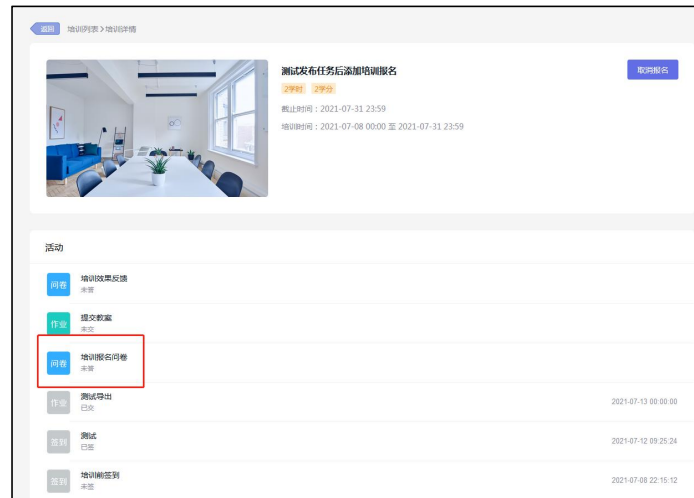 返回 培训列表>培训详情
测试发布任务后添加培训报名 取消报名
2学时 2学分
截止时间：2021-07-31 23:59
培训时间：2021-07-08 00:00 至 2021-07-31 23:59
活动
问卷 培训效果反馈
未答
作业 提交教案
未交
问卷 培训报名问卷
未答
作业 测试导出 2021-07-13 00:00:00
已交
签到 测试 2021-07-12 09:25:24
已签
签到 培训前签到 2021-07-08 22:15:12
未签